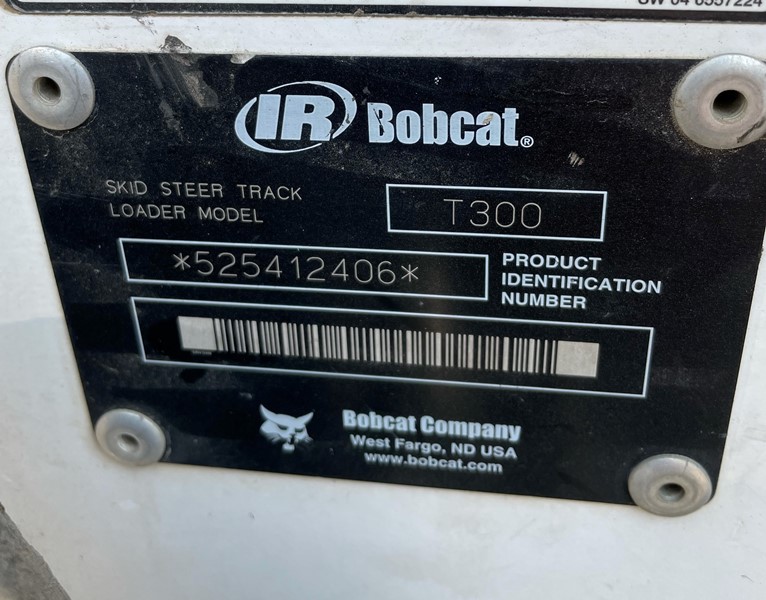 IR Bobcat®
SKID STEER TRACK
LOADER MODEL
T300
*525412406*
PRODUCT
IDENTIFICATION
NUMBER
Bobcat Company
West Fargo, ND USA
www.bobcat.com